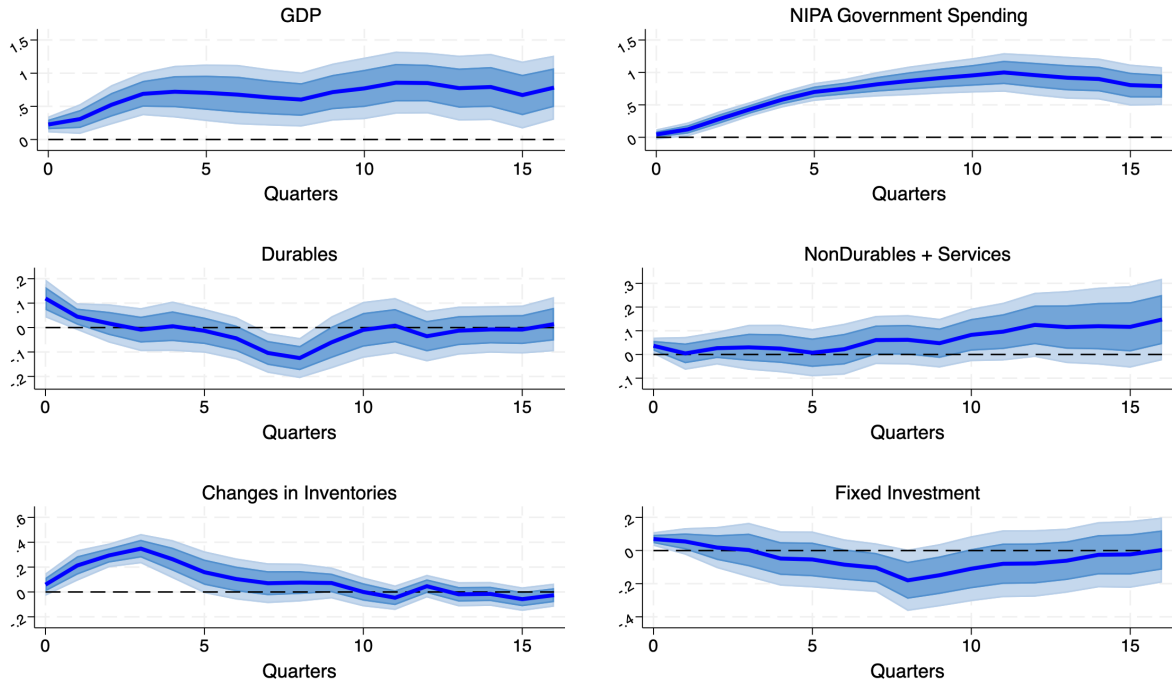 GDP
1.5
1
.5
0
0 5 10 15
Quarters
NIPA Government Spending
1.5
1
.5
0
0 5 10 15
Quarters
Durables
.2
.1
0
-.1
-.2
0 5 10 15
Quarters
NonDurables + Services
.3
.2
.1
0
-.1
0 5 10 15
Quarters
Changes in Inventories
.6
.4
.2
0
-.2
0 5 10 15
Quarters
Fixed Investment
.2
0
-.2
-.4
0 5 10 15
Quarters